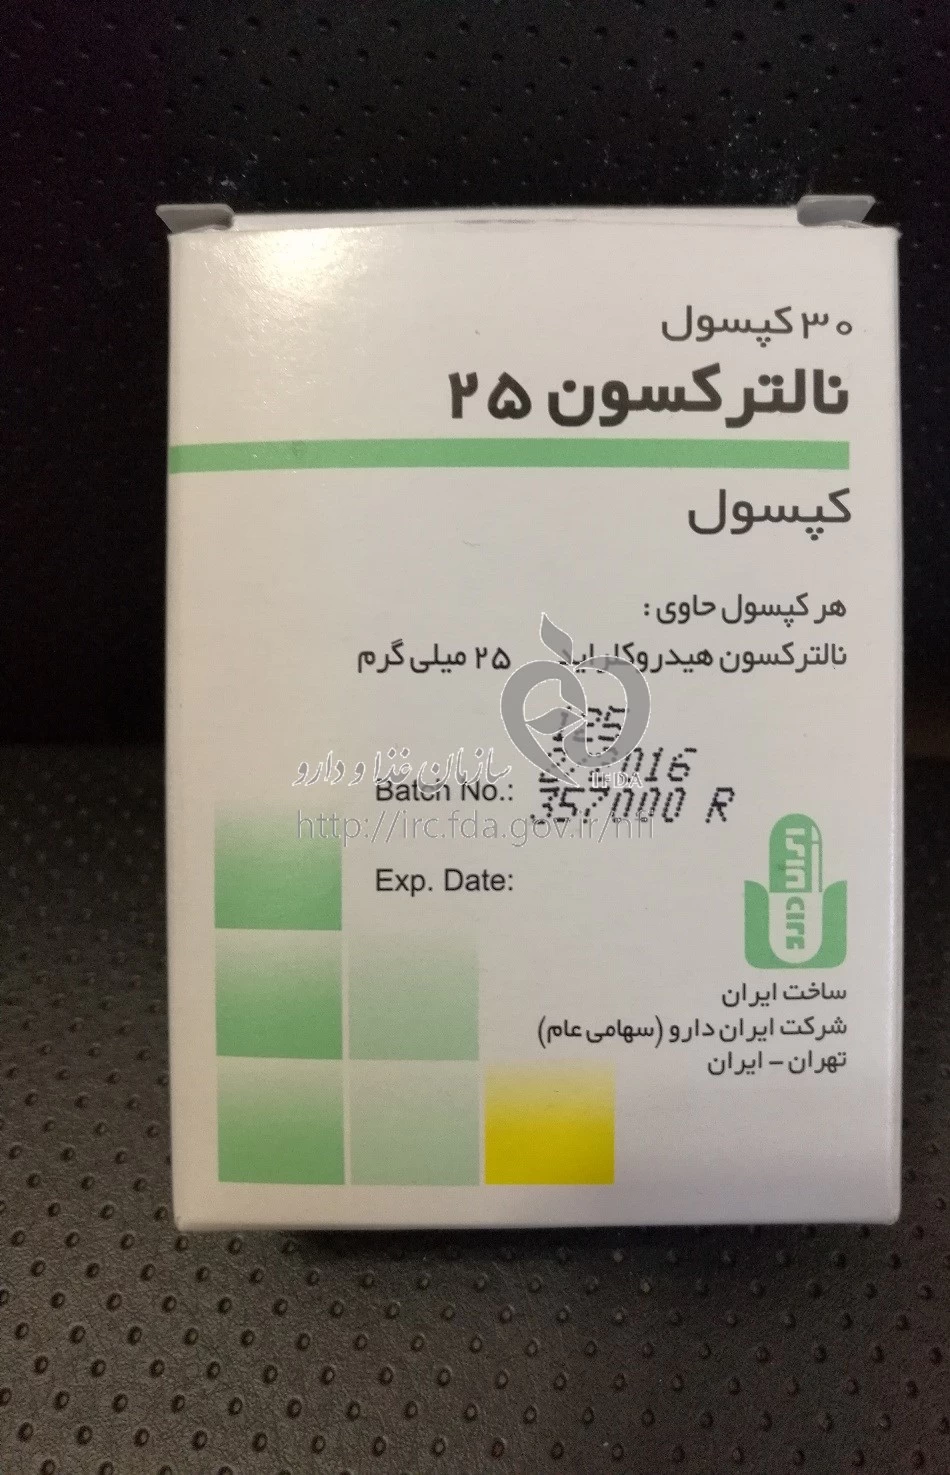 ۳۰ کپسول
نالترکسون ۲۵
کپسول
هر کپسول حاوی :
نالترکسون هیدروکلراید ۲۵ میلی گرم
سازمان غذا و دارو
IFDA
Batch No.:
357000 R
http://irc.fda.gov.ir/nfi
Exp. Date:
ساخت ایران
شرکت ایران دارو (سهامی عام)
تهران - ایران